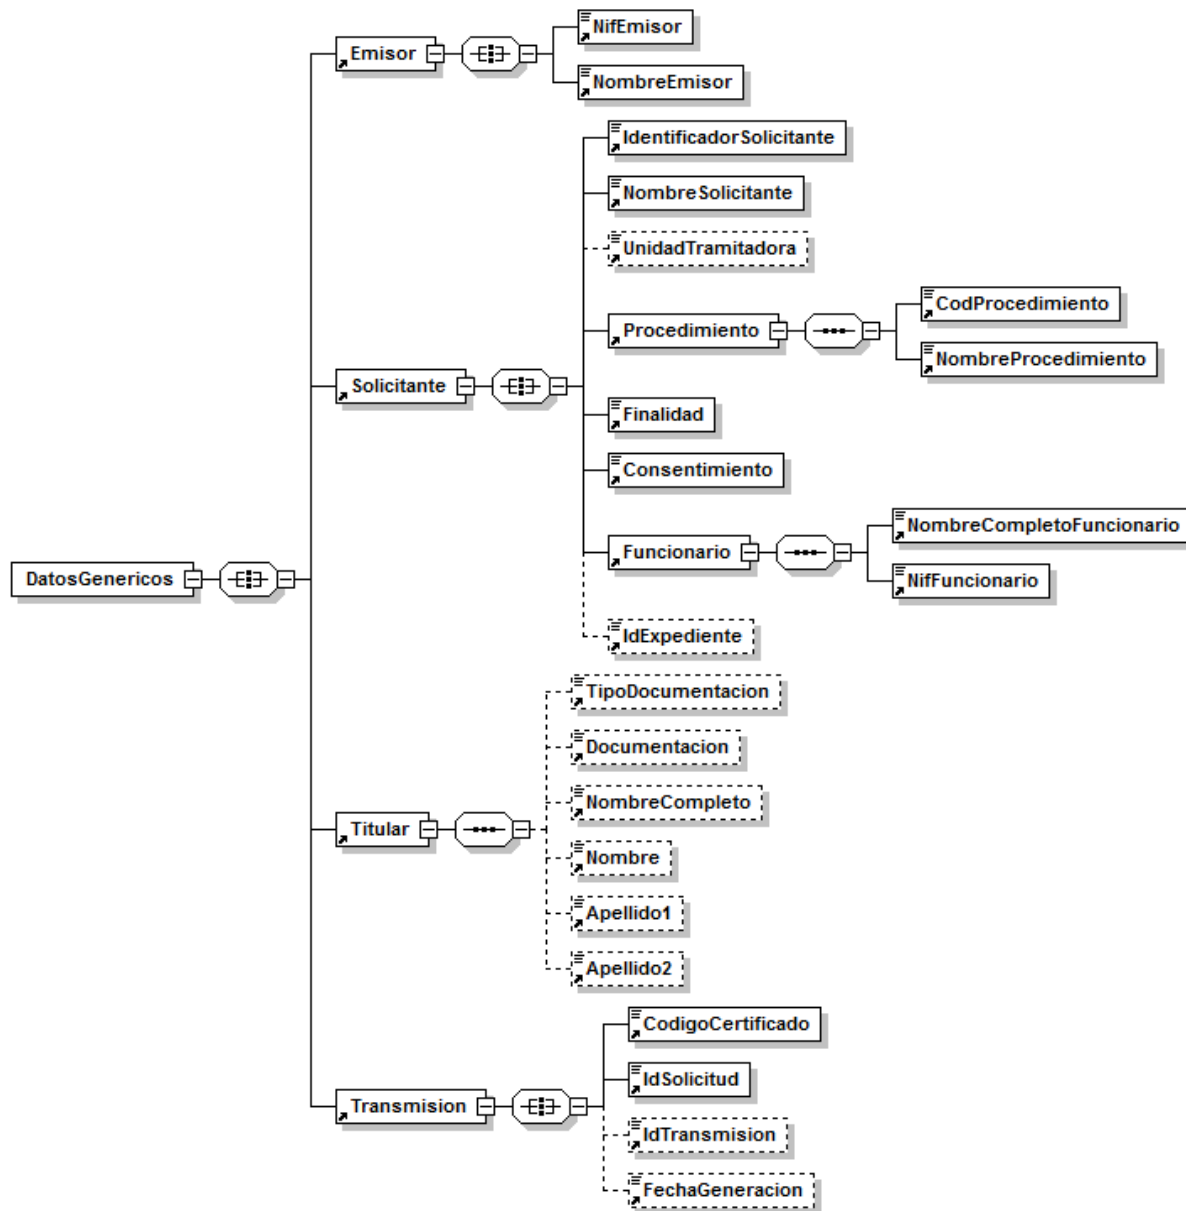 Emisor
NifEmisor
NombreEmisor
IdentificadorSolicitante
NombreSolicitante
UnidadTramitadora
Procedimiento
CodProcedimiento
NombreProcedimiento
Solicitante
Finalidad
Consentimiento
Funcionario
NombreCompletoFuncionario
NifFuncionario
DatosGenericos
IdExpediente
TipoDocumentacion
Documentacion
NombreCompleto
Titular
Nombre
Apellido1
Apellido2
CodigoCertificado
IdSolicitud
Transmision
IdTransmision
FechaGeneracion